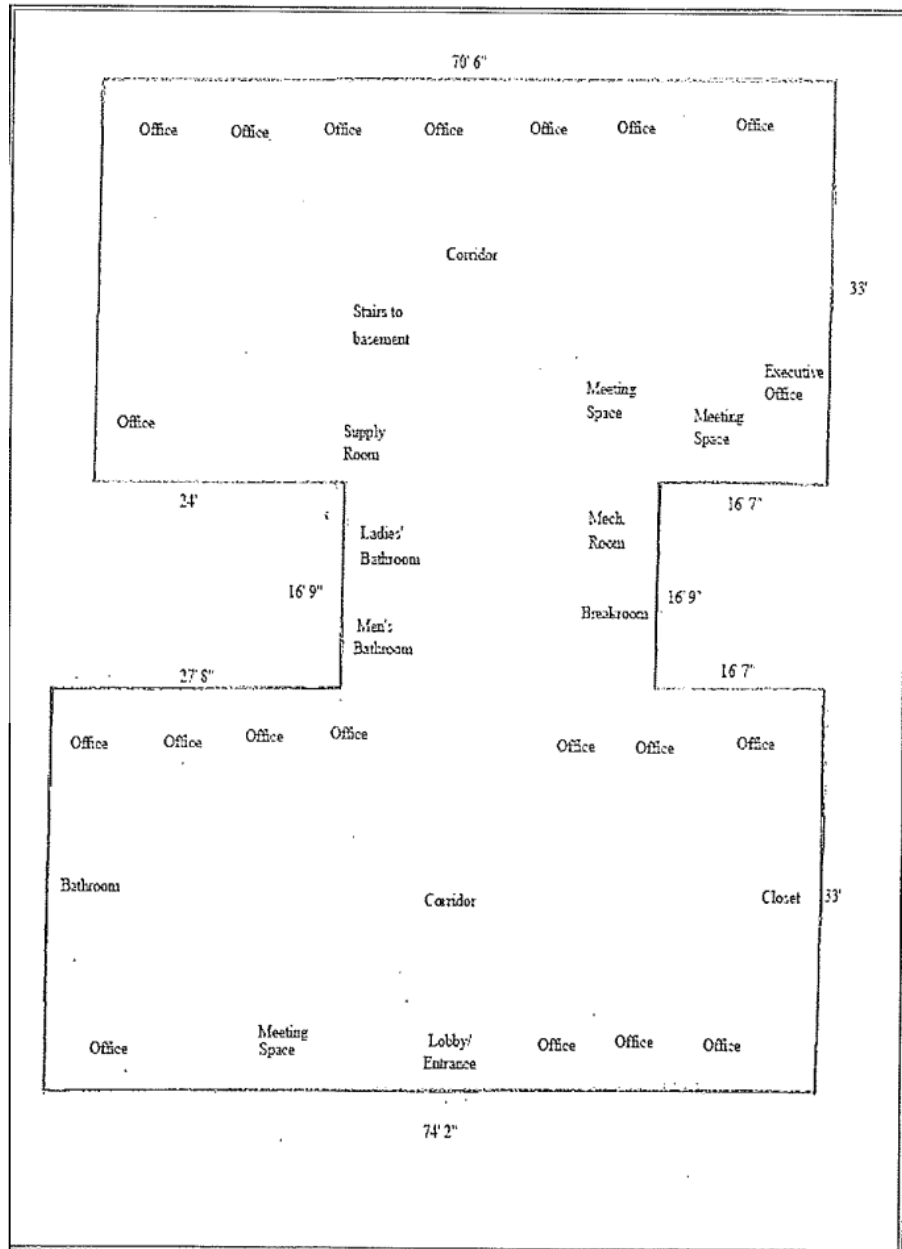 70' 6"
Office Office Office Office Office Office Office
Corridor
33'
Stairs to
basement
Executive
Office
Meeting
Space
Meeting
Space
Office
Supply
Room
24'
16' 7"
Ladies'
Bathroom
Mech.
Room
16' 9"
16' 9"
Breakroom
Men's
Bathroom
27' 8"
16' 7"
Office Office Office Office Office Office Office
Bathroom
Corridor
Closet
33'
Office
Meeting
Space
Lobby/
Entrance
Office Office Office
74' 2"